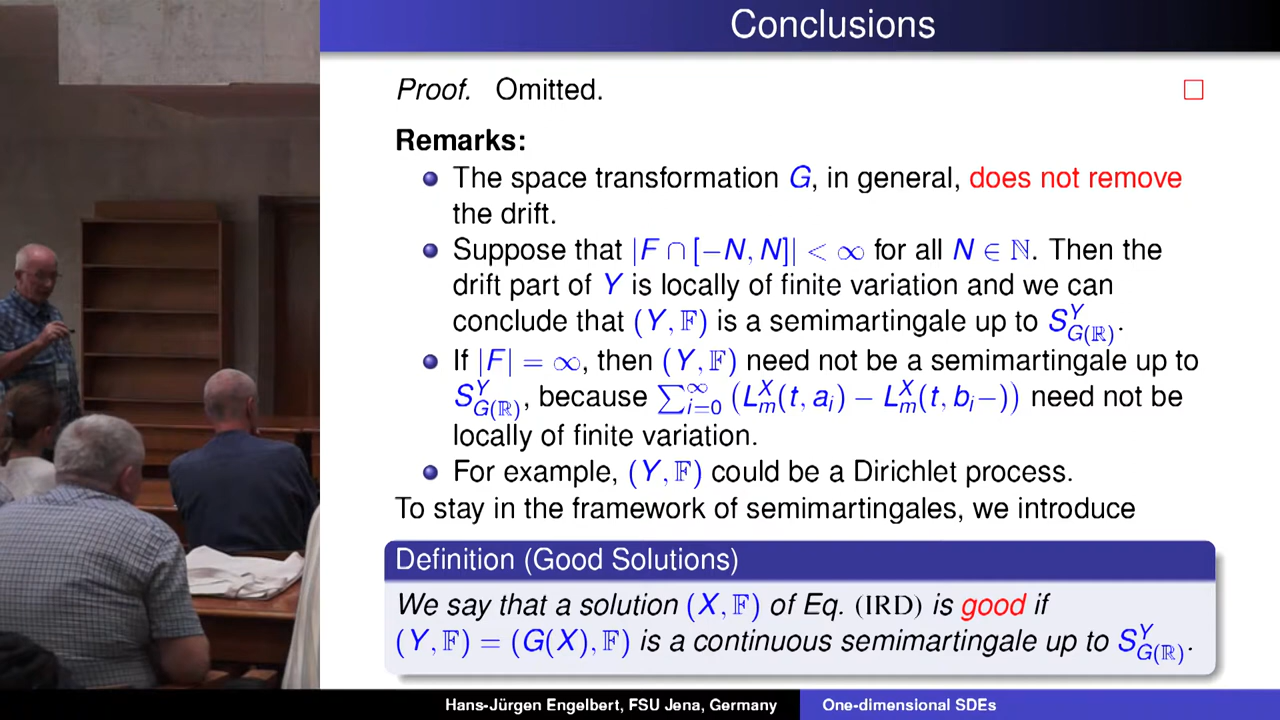 Conclusions
Proof. Omitted. □
Remarks:
The space transformation G, in general, does not remove
the drift.
Suppose that |F ∩ [−N, N]| < ∞ for all N ∈ ℕ. Then the
drift part of Y is locally of finite variation and we can
conclude that (Y, 𝔽) is a semimartingale up to S^Y_{G(ℝ)}.
If |F| = ∞, then (Y, 𝔽) need not be a semimartingale up to
S^Y_{G(ℝ)}, because ∑_{i=0}^∞ (L^X_m(t, a_i) − L^X_m(t, b_i−)) need not be
locally of finite variation.
For example, (Y, 𝔽) could be a Dirichlet process.
To stay in the framework of semimartingales, we introduce
Definition (Good Solutions)
We say that a solution (X, 𝔽) of Eq. (IRD) is good if
(Y, 𝔽) = (G(X), 𝔽) is a continuous semimartingale up to S^Y_{G(ℝ)}.
Hans-Jürgen Engelbert, FSU Jena, Germany One-dimensional SDEs